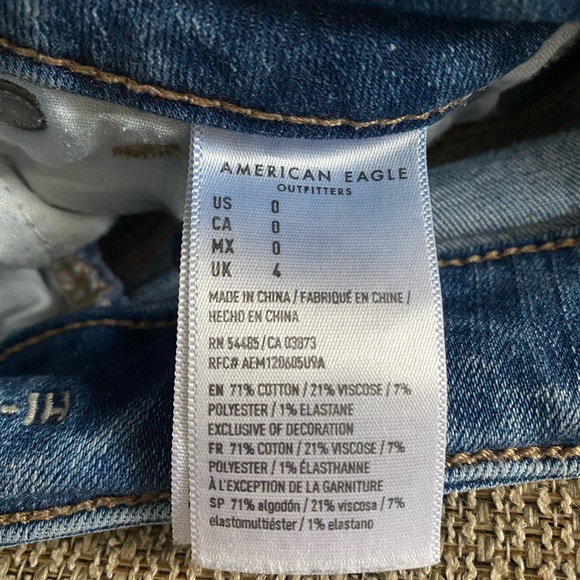 AMERICAN EAGLE
OUTFITTERS
US 0
CA 0
MX 0
UK 4
MADE IN CHINA / FABRIQUÉ EN CHINE /
HECHO EN CHINA
RN 54485/CA 03873
RFC# AEM120605U9A
EN 71% COTTON / 21% VISCOSE / 7%
POLYESTER / 1% ELASTANE
EXCLUSIVE OF DECORATION
FR 71% COTON / 21% VISCOSE / 7%
POLYESTER / 1% ÉLASTHANNE
À L'EXCEPTION DE LA GARNITURE
SP 71% algodón / 21% viscosa / 7%
elastomultiéster / 1% elastano